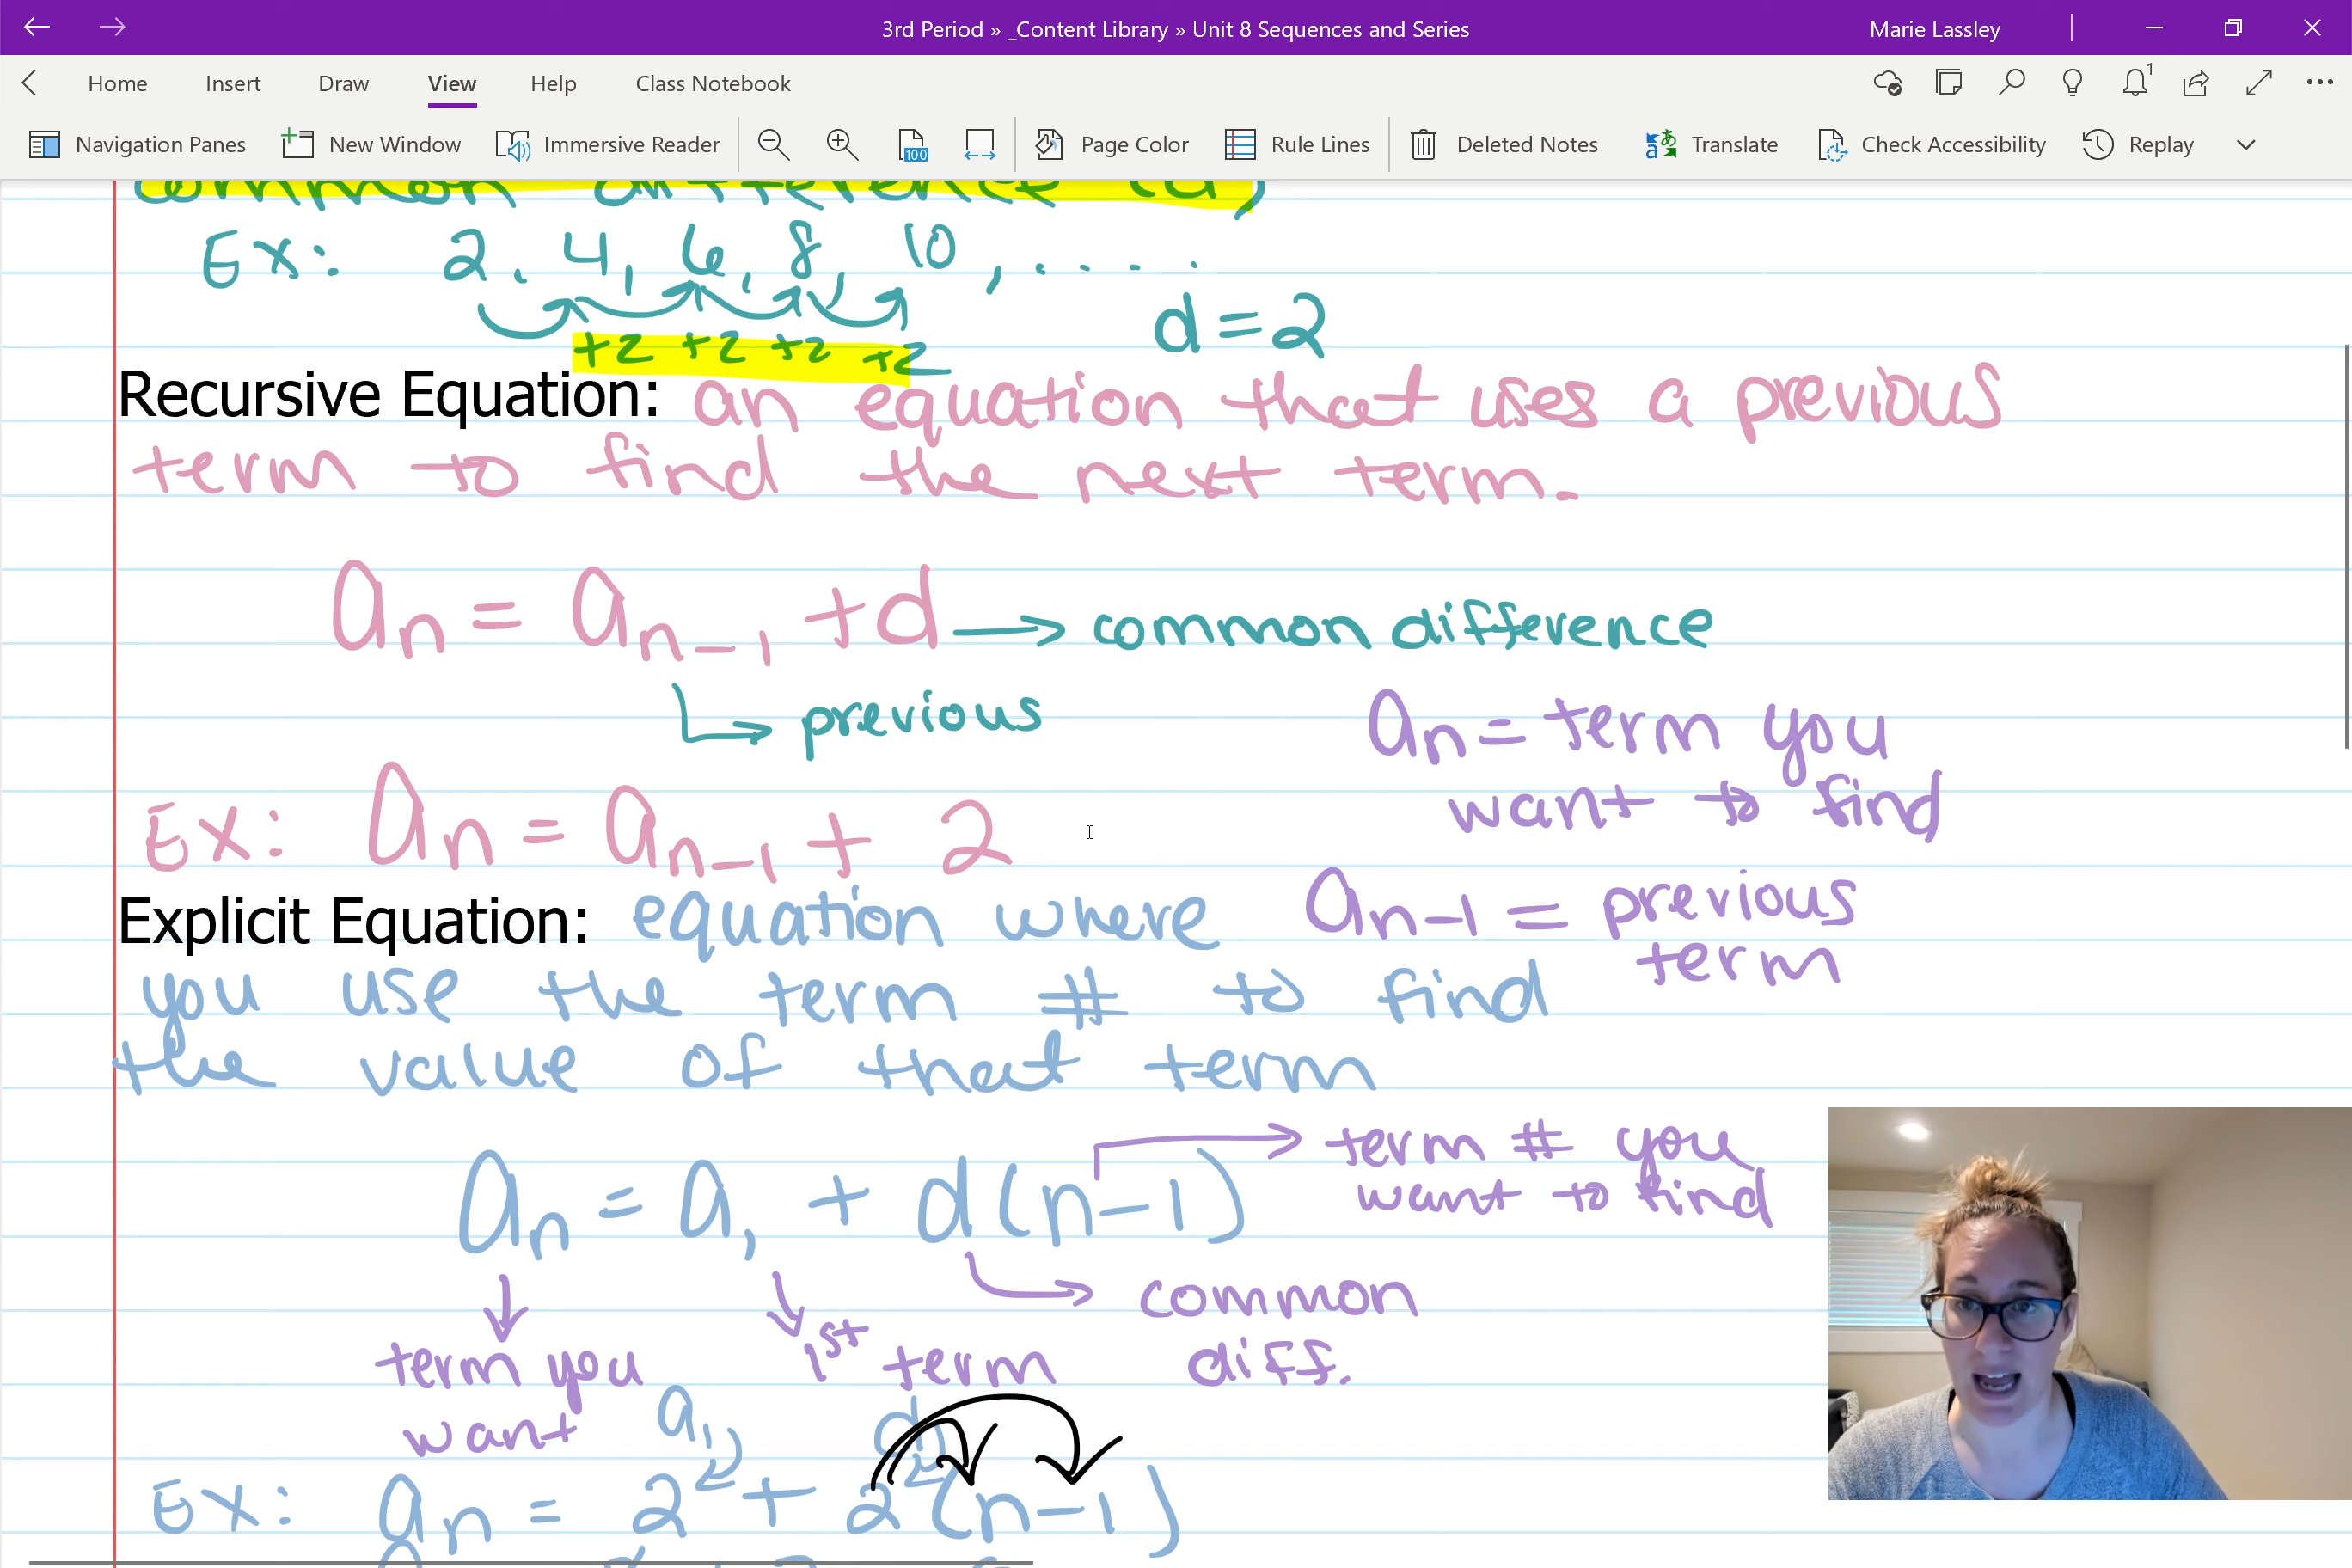 3rd Period » _Content Library » Unit 8 Sequences and Series
Marie Lassley
Home Insert Draw View Help Class Notebook
1
Navigation Panes New Window Immersive Reader 100 Page Color Rule Lines Deleted Notes Translate Check Accessibility Replay
common difference (d)
Ex: 2, 4, 6, 8, 10, .....
+2 +2 +2 +2
d = 2
Recursive Equation: an equation that uses a previous
term to find the next term.
aₙ = aₙ₋₁ + d → common difference
previous
aₙ = term you
want to find
Ex: aₙ = aₙ₋₁ + 2
aₙ₋₁ = previous
term
Explicit Equation: equation where
you use the term # to find
the value of that term
aₙ = a₁ + d(n-1)
term # you
want to find
common
diff.
1st term
term you
want
a₁ d
Ex: aₙ = 2 + 2(n-1)